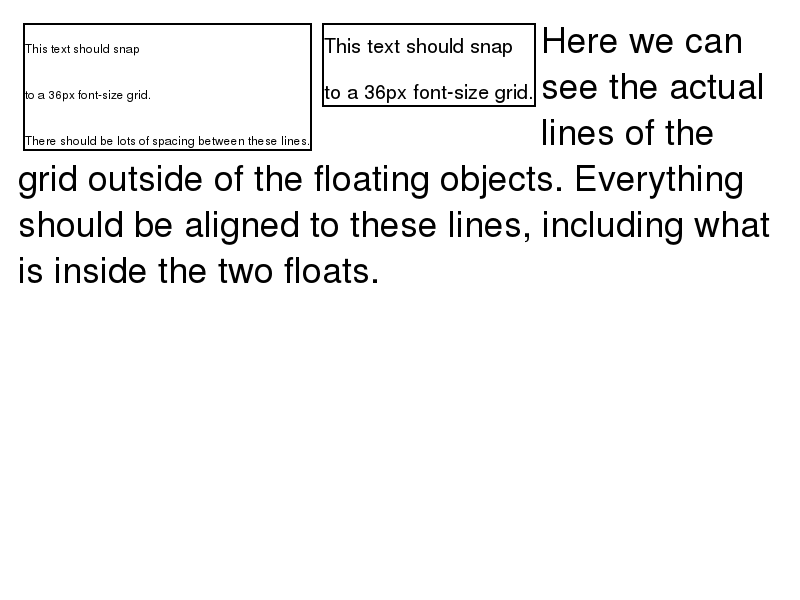 This text should snap
to a 36px font-size grid.
There should be lots of spacing between these lines.
This text should snap
to a 36px font-size grid.
Here we can
see the actual
lines of the
grid outside of the floating objects. Everything
should be aligned to these lines, including what
is inside the two floats.